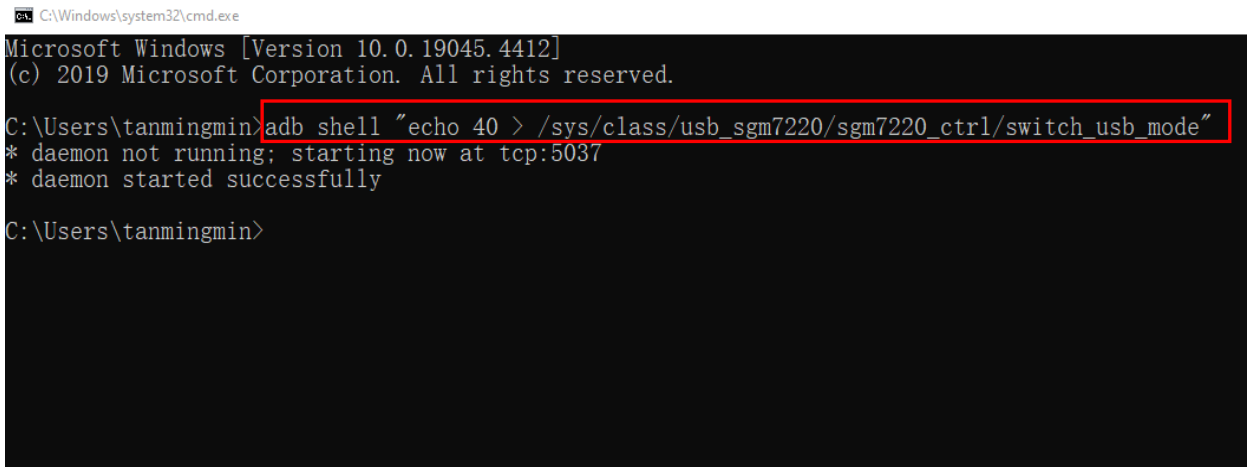 C:\Windows\system32\cmd.exe
Microsoft Windows [Version 10.0.19045.4412]
(c) 2019 Microsoft Corporation. All rights reserved.
C:\Users\tanmingmin>adb shell "echo 40 > /sys/class/usb_sgm7220/sgm7220_ctrl/switch_usb_mode"
* daemon not running; starting now at tcp:5037
* daemon started successfully
C:\Users\tanmingmin>